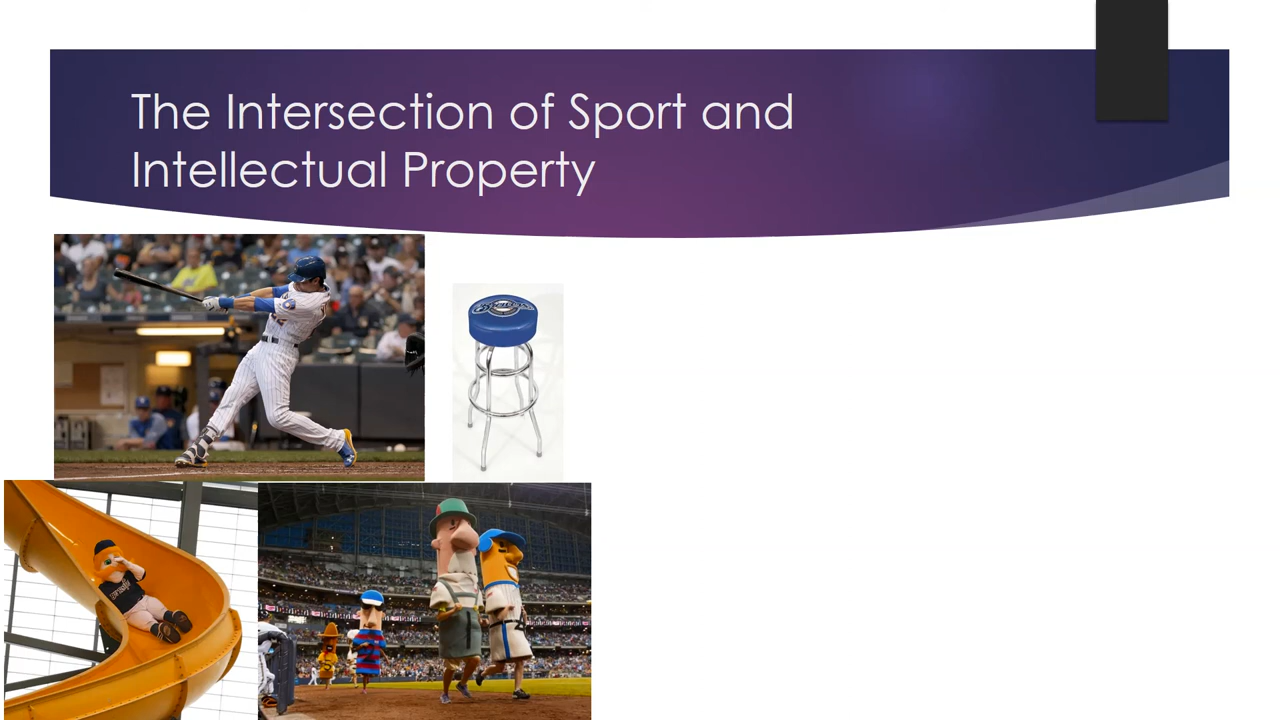 The Intersection of Sport and
Intellectual Property